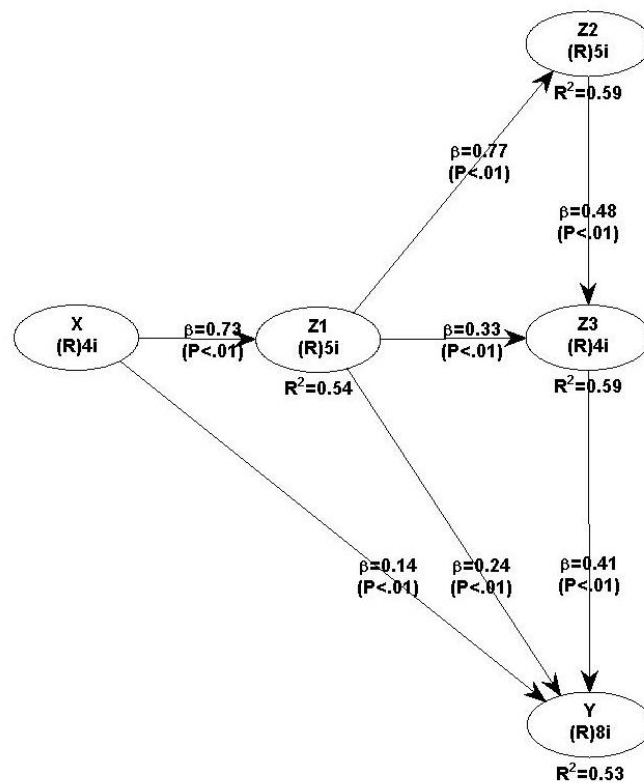 Z2
(R)5i
R²=0.59
β=0.77
(P<.01)
β=0.48
(P<.01)
X
(R)4i
β=0.73
(P<.01)
Z1
(R)5i
R²=0.54
β=0.33
(P<.01)
Z3
(R)4i
R²=0.59
β=0.14
(P<.01)
β=0.24
(P<.01)
β=0.41
(P<.01)
Y
(R)8i
R²=0.53